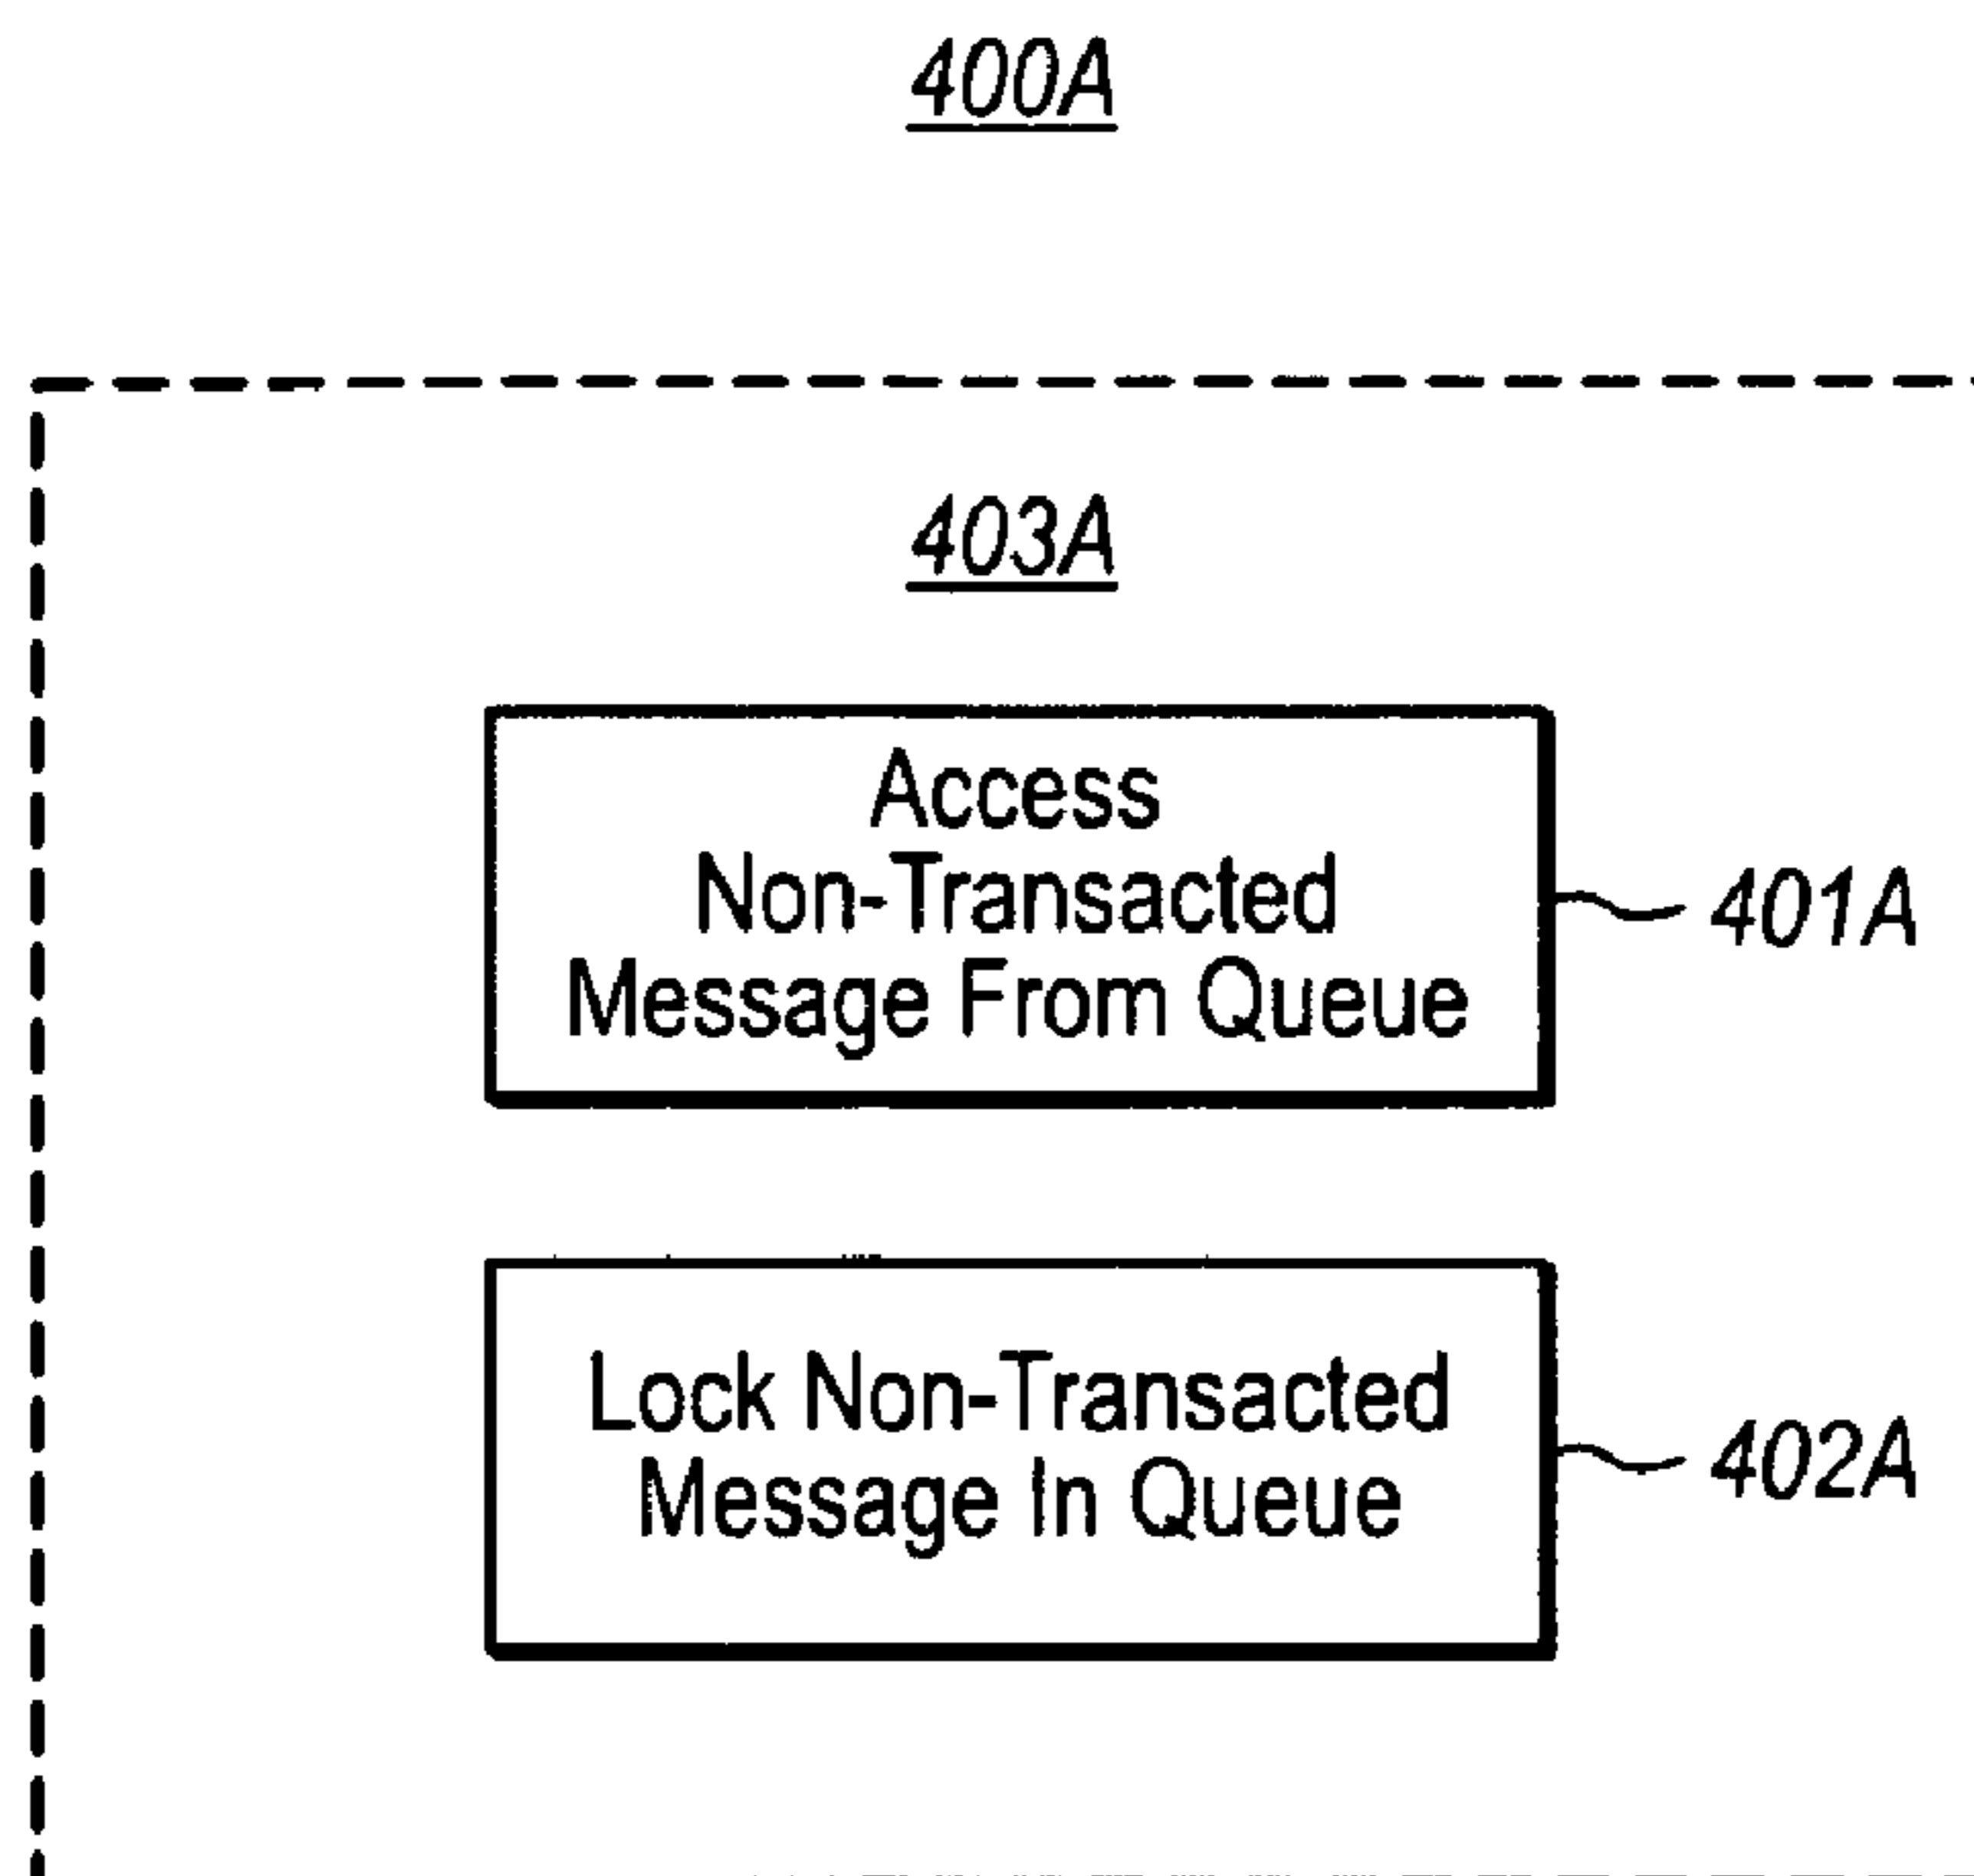 400A
403A
Access
Non-Transacted
Message From Queue
401A
Lock Non-Transacted
Message In Queue
402A